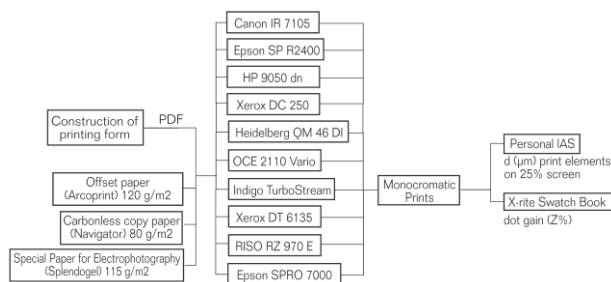 Construction of
printing form
PDF
Offset paper
(Arcoprint) 120 g/m2
Carbonless copy paper
(Navigator) 80 g/m2
Special Paper for Electrophotography
(Splendogel) 115 g/m2
Canon IR 7105
Epson SP R2400
HP 9050 dn
Xerox DC 250
Heidelberg QM 46 DI
OCE 2110 Vario
Indigo TurboStream
Xerox DT 6135
RISO RZ 970 E
Epson SPRO 7000
Monocromatic
Prints
Personal IAS
d (µm) print elements
on 25% screen
X-rite Swatch Book
dot gain (Z%)